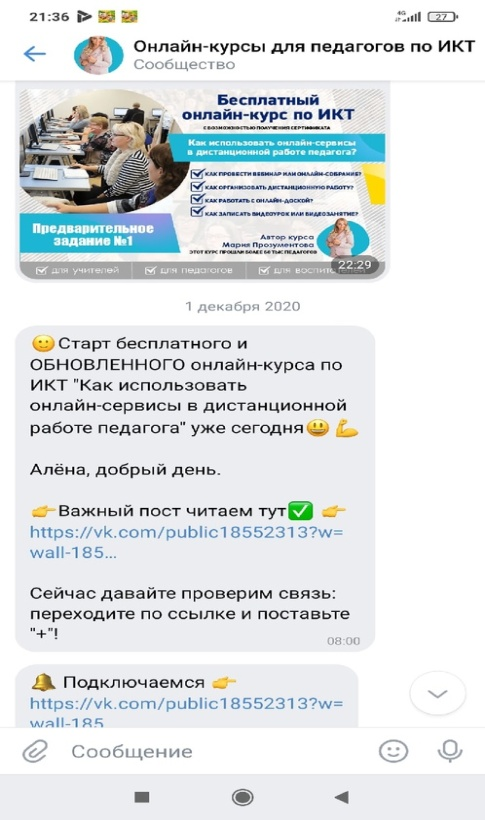 21:36
4G
27
Онлайн-курсы для педагогов по ИКТ
Сообщество
Бесплатный
онлайн-курс по ИКТ
С ВОЗМОЖНОСТЬЮ ПОЛУЧЕНИЯ СЕРТИФИКАТА
Как использовать онлайн-сервисы
в дистанционной работе педагога?
КАК ПРОВЕСТИ ВЕБИНАР ИЛИ ОНЛАЙН-СОБРАНИЕ?
КАК ОРГАНИЗОВАТЬ ДИСТАНЦИОННУЮ РАБОТУ?
КАК РАБОТАТЬ С ОНЛАЙН-ДОСКОЙ?
КАК ЗАПИСАТЬ ВИДЕОУРОК ИЛИ ВИДЕОЗАНЯТИЕ?
Предварительное
задание №1
Автор курса
Мария Прозументова
ЭТОТ КУРС ПРОШЛИ БОЛЕЕ 60 ТЫС ПЕДАГОГОВ
для учителей
для педагогов
для воспит
22:29
1 декабря 2020
🙂Старт бесплатного и
ОБНОВЛЕННОГО онлайн-курса по
ИКТ "Как использовать
онлайн-сервисы в дистанционной
работе педагога" уже сегодня😃 💪
Алёна, добрый день.
👉Важный пост читаем тут✅ 👉
https://vk.com/public18552313?w=
wall-185...
Сейчас давайте проверим связь:
переходите по ссылке и поставьте
"+"!
08:00
🔔 Подключаемся 👉
https://vk.com/public18552313?w=
wall-185
Сообщение